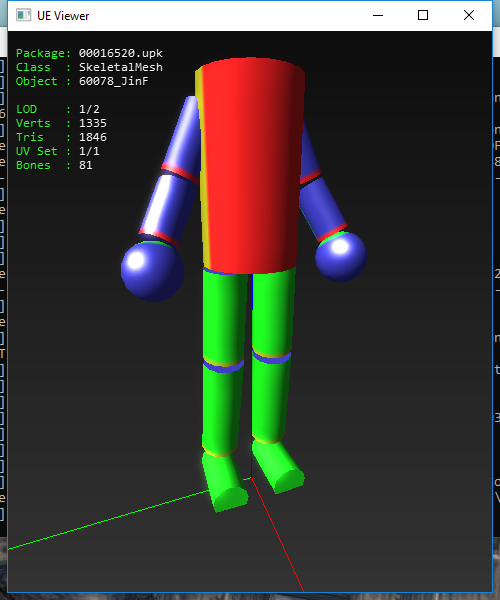 UE Viewer
Package: 00016520.upk
Class  : SkeletalMesh
Object : 60078_JinF
LOD    : 1/2
Verts  : 1335
Tris   : 1846
UV Set : 1/1
Bones  : 81